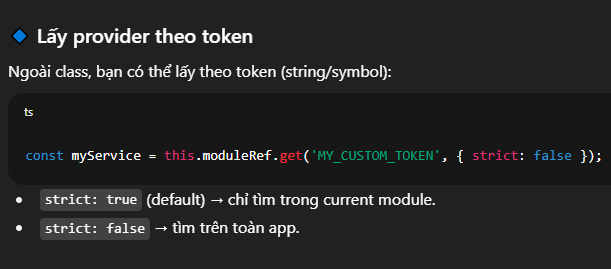 Lấy provider theo token
Ngoài class, bạn có thể lấy theo token (string/symbol):
ts
const myService = this.moduleRef.get('MY_CUSTOM_TOKEN', { strict: false });
strict: true (default) → chỉ tìm trong current module.
strict: false → tìm trên toàn app.